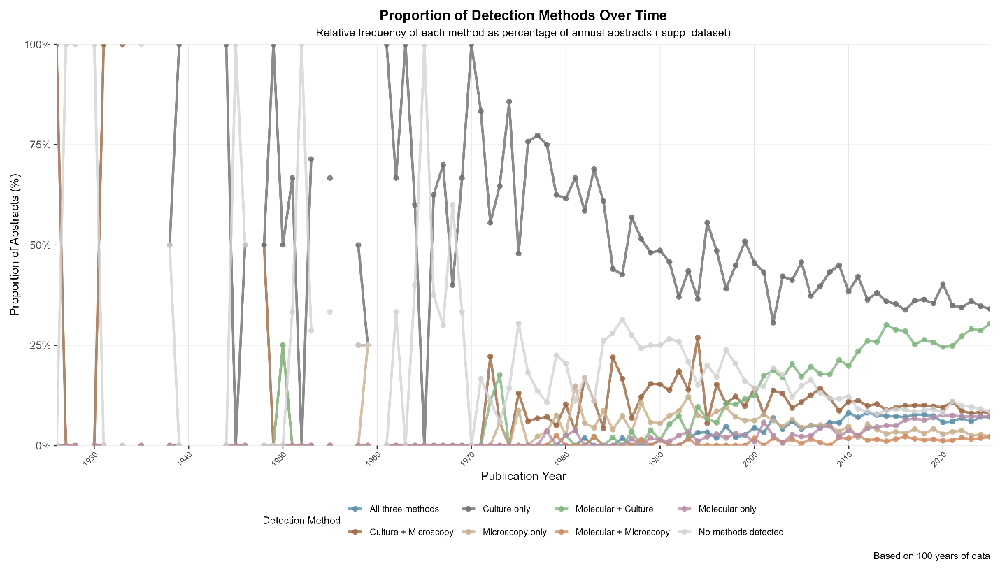 Proportion of Detection Methods Over Time
Relative frequency of each method as percentage of annual abstracts ( supp dataset)
Proportion of Abstracts (%)
100%
75%
50%
25%
0%
1930
1940
1950
1960
1970
1980
1990
2000
2010
2020
Publication Year
Detection Method
All three methods
Culture only
Molecular + Culture
Molecular only
Culture + Microscopy
Microscopy only
Molecular + Microscopy
No methods detected
Based on 100 years of data